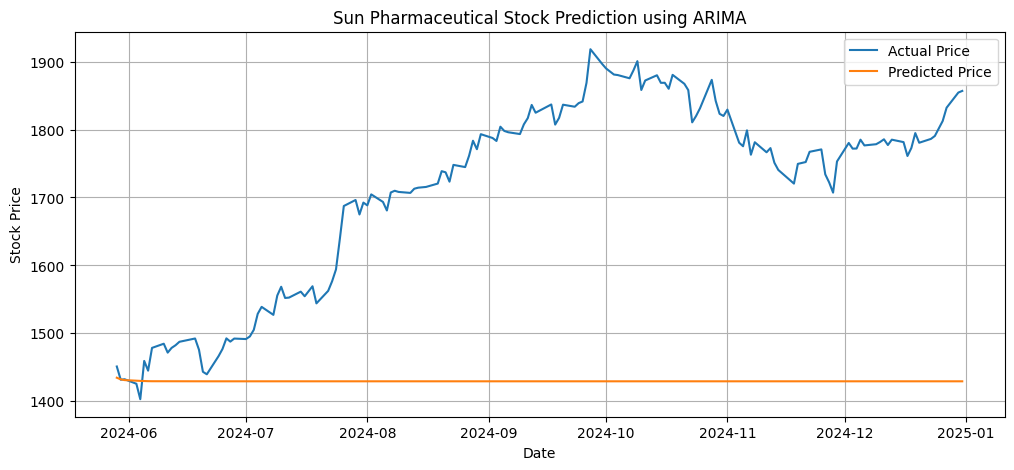 Sun Pharmaceutical Stock Prediction using ARIMA
Actual Price
Predicted Price
Stock Price
1900
1800
1700
1600
1500
1400
2024-06
2024-07
2024-08
2024-09
2024-10
2024-11
2024-12
2025-01
Date